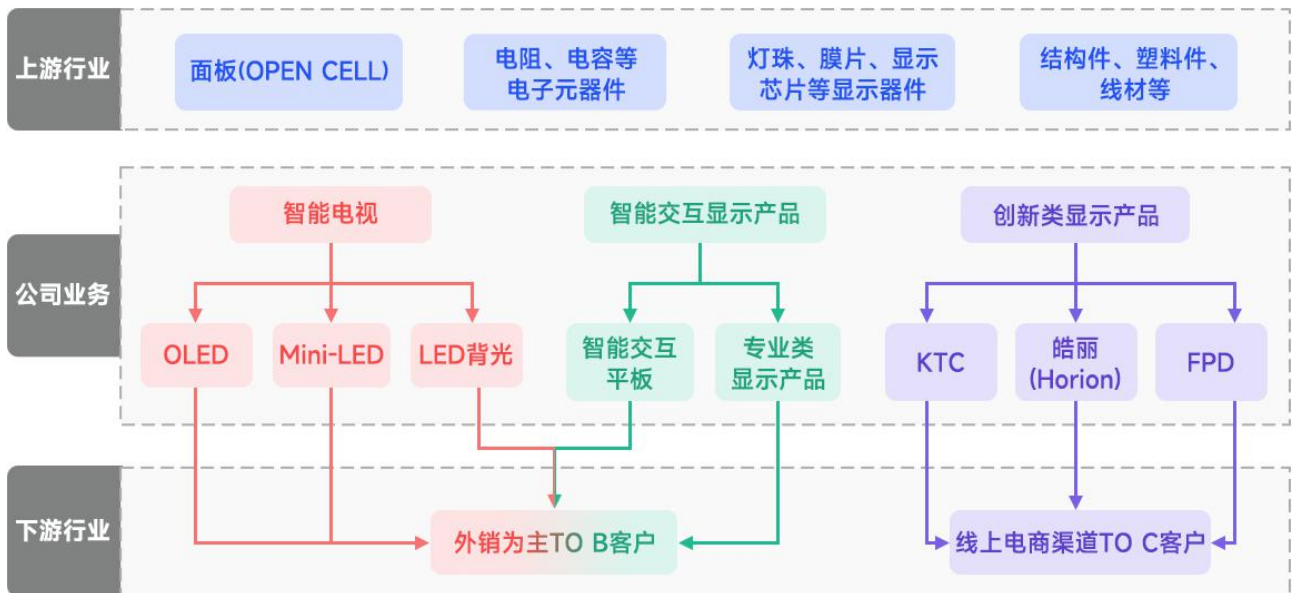 上游行业
面板(OPEN CELL)
电阻、电容等
电子元器件
灯珠、膜片、显示
芯片等显示器件
结构件、塑料件、
线材等
公司业务
智能电视
智能交互显示产品
创新类显示产品
OLED
Mini-LED
LED背光
智能交互
平板
专业类
显示产品
KTC
皓丽
(Horion)
FPD
下游行业
外销为主TO B客户
线上电商渠道TO C客户